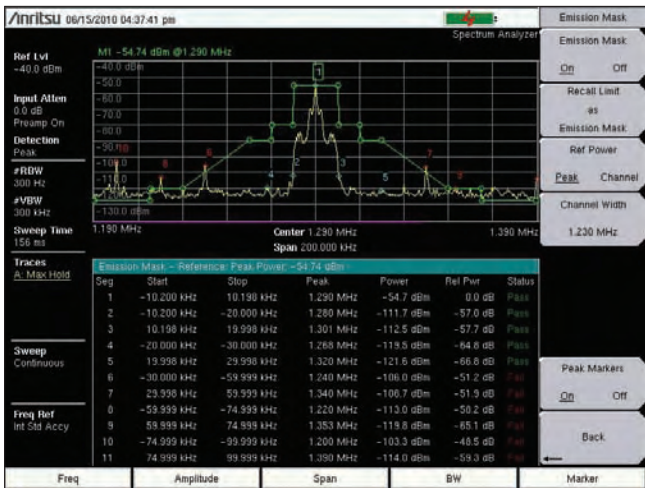 Anritsu 06/15/2010 04:37:41 pm
Spectrum Analyzer
Emission Mask
Ref Lvl
-40.0 dBm
Input Atten
0.0 dB
Preamp On
Detection
Peak
#RBW
300 Hz
#VBW
300 kHz
Sweep Time
156 ms
Traces
A: Max Hold
Sweep
Continuous
Freq Ref
Int Std Accy
M1 -54.74 dBm @1.290 MHz
-40.0 dBm
-50.0
-60.0
-70.0
-80.0
-90.0
-110.0
-130.0 dBm
1
10
8
6
4
2
3
5
7
1.190 MHz
Center 1.290 MHz
1.390 MHz
Span 200.000 kHz
Emission Mask - Reference: Peak Power: -54.74 dBm
Seg Start Stop Peak Power Rel Pwr Status
1 -10.200 kHz 10.198 kHz 1.290 MHz -54.7 dBm 0.0 dB Pass
2 -10.200 kHz -20.000 kHz 1.280 MHz -111.7 dBm -57.0 dB Pass
3 10.198 kHz 19.998 kHz 1.301 MHz -112.5 dBm -57.7 dB Pass
4 -20.000 kHz -30.000 kHz 1.268 MHz -119.5 dBm -64.8 dB Pass
5 19.998 kHz 29.998 kHz 1.320 MHz -121.6 dBm -66.8 dB Pass
6 -30.000 kHz -59.999 kHz 1.240 MHz -106.0 dBm -51.2 dB Fail
7 29.998 kHz 59.999 kHz 1.340 MHz -106.7 dBm -51.9 dB Fail
8 -59.999 kHz -74.999 kHz 1.220 MHz -113.0 dBm -58.2 dB Fail
9 59.999 kHz 74.999 kHz 1.353 MHz -119.8 dBm -65.1 dB Fail
10 -74.999 kHz -99.999 kHz 1.200 MHz -103.3 dBm -48.5 dB Fail
11 74.999 kHz 99.999 kHz 1.390 MHz -114.0 dBm -59.3 dB Fail
Emission Mask
On Off
Recall Limit
as
Emission Mask
Ref Power
Peak Channel
Channel Width
1.230 MHz
Peak Markers
On Off
Back
Freq Amplitude Span BW Marker